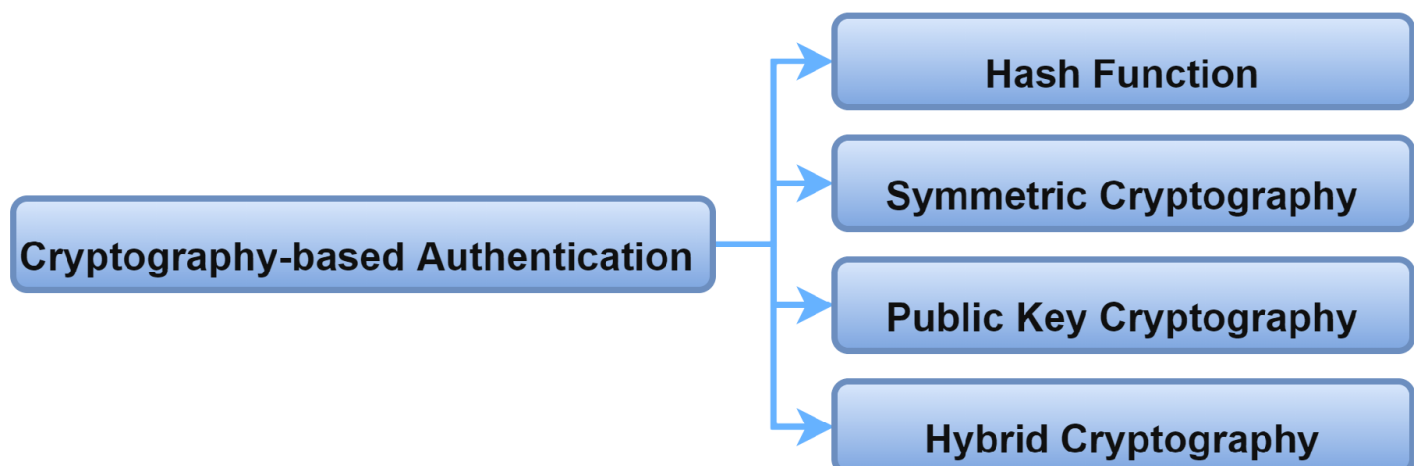 Hash Function
Symmetric Cryptography
Cryptography-based Authentication
Public Key Cryptography
Hybrid Cryptography